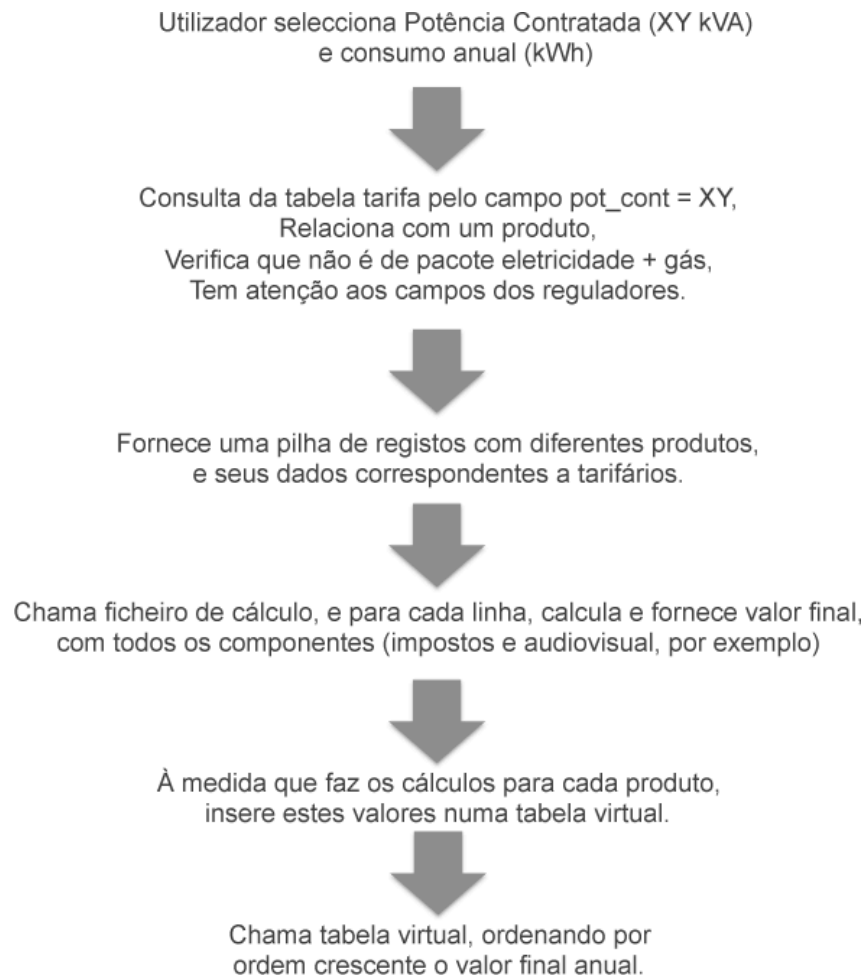 Utilizador selecciona Potência Contratada (XY kVA)
e consumo anual (kWh)
Consulta da tabela tarifa pelo campo pot_cont = XY,
Relaciona com um produto,
Verifica que não é de pacote eletricidade + gás,
Tem atenção aos campos dos reguladores.
Fornece uma pilha de registos com diferentes produtos,
e seus dados correspondentes a tarifários.
Chama ficheiro de cálculo, e para cada linha, calcula e fornece valor final,
com todos os componentes (impostos e audiovisual, por exemplo)
À medida que faz os cálculos para cada produto,
insere estes valores numa tabela virtual.
Chama tabela virtual, ordenando por
ordem crescente o valor final anual.